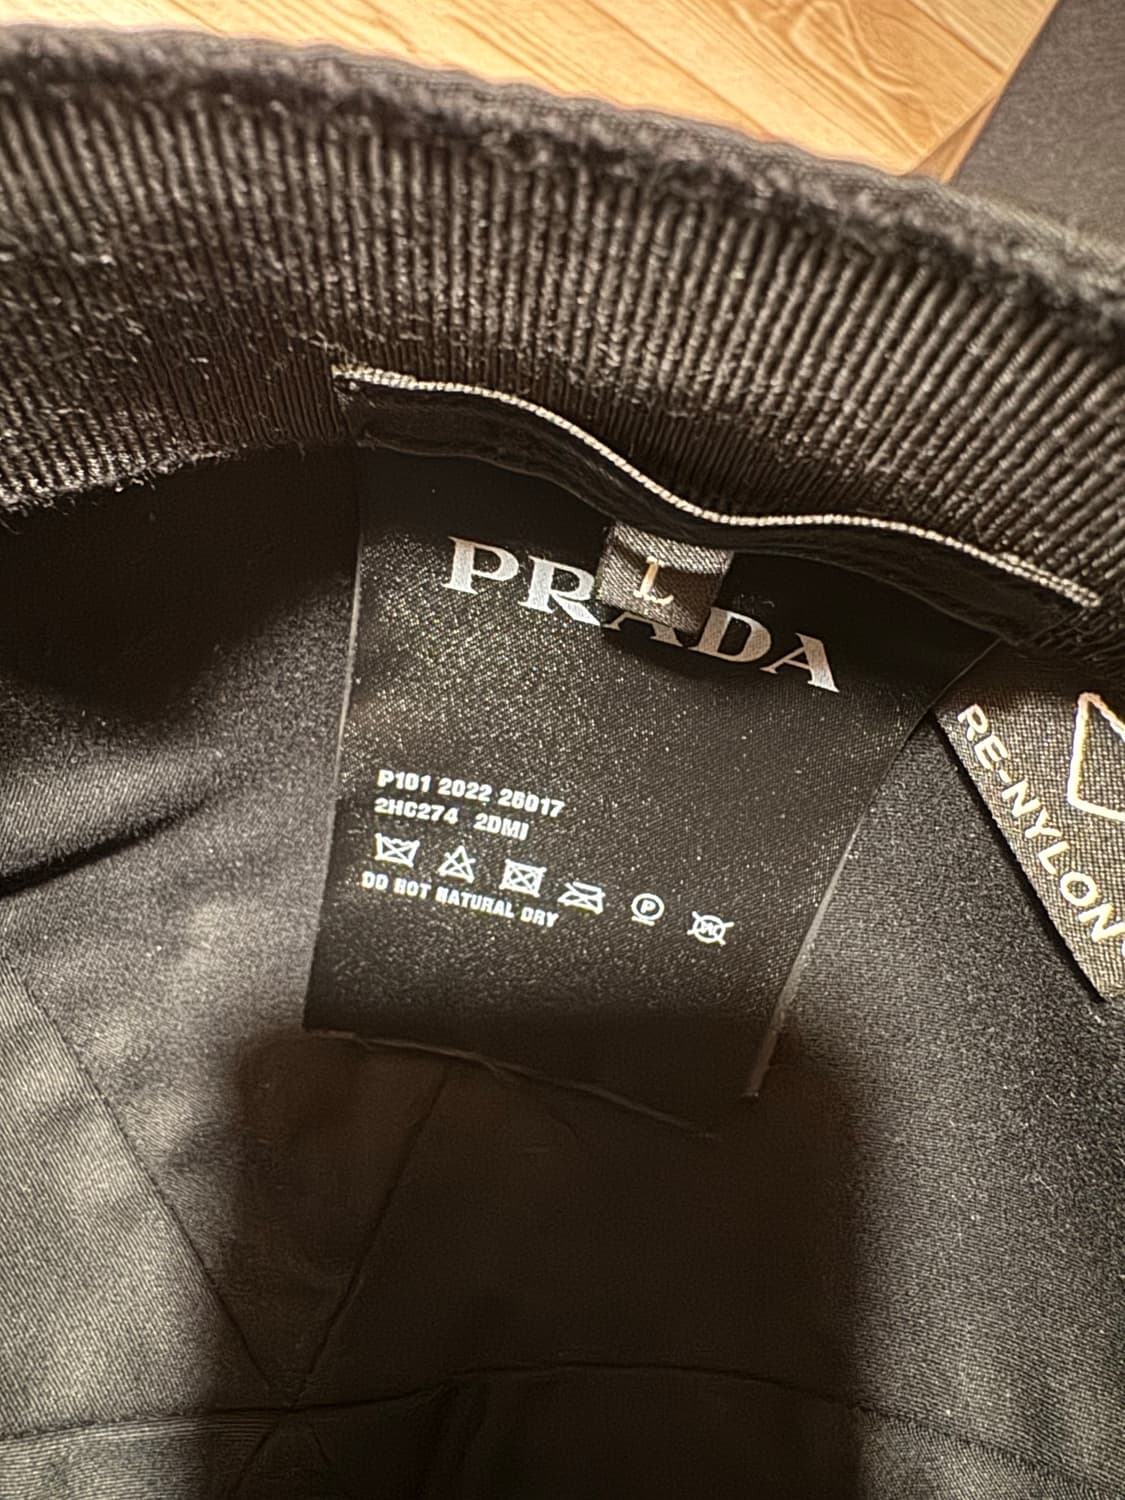 PRADA
L
P101 2022 26017
2HC274 2DMI
DO NOT NATURAL DRY
P
W
RE-NYLON